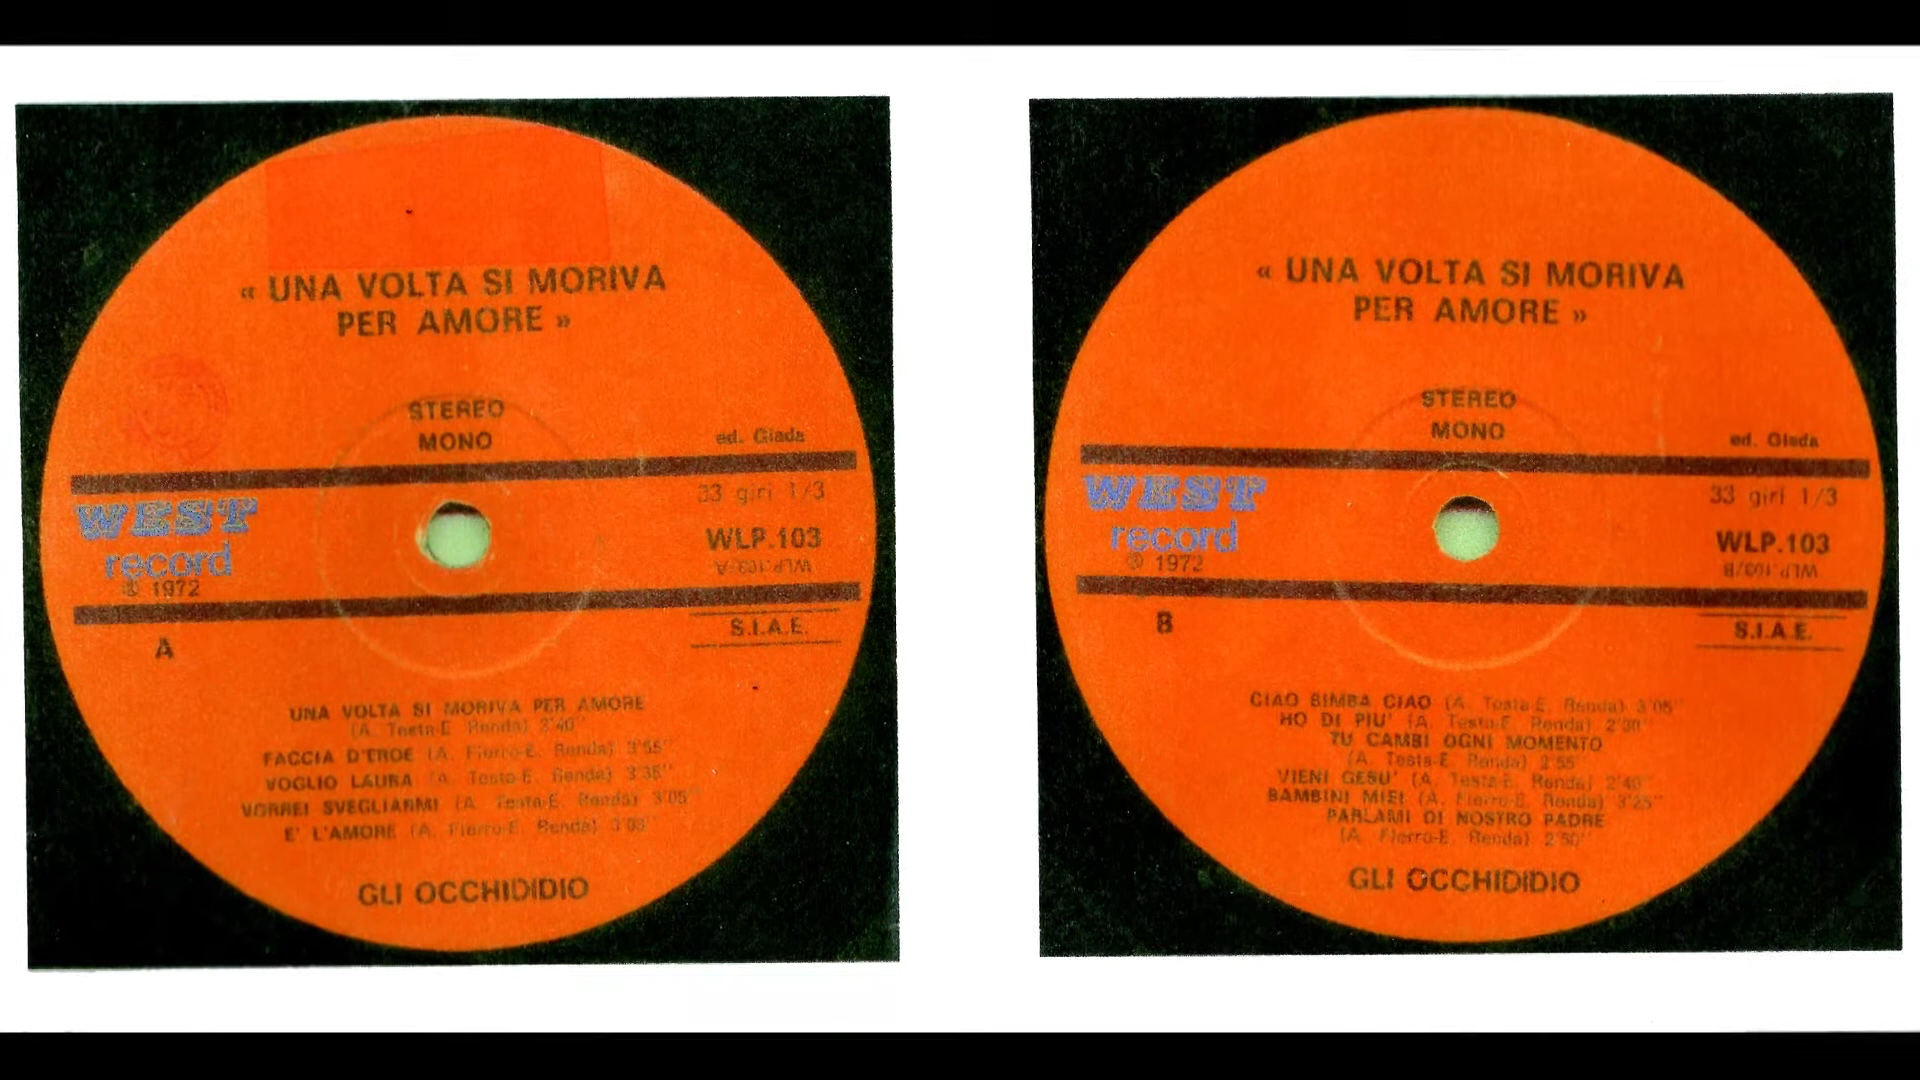 « UNA VOLTA SI MORIVA
PER AMORE »
STEREO
MONO
ed. Giada
WEST
record
℗ 1972
33 giri 1/3
WLP.103
WLP.103-A
S.I.A.E.
A
UNA VOLTA SI MORIVA PER AMORE
(A. Testa-E. Renda) 2'40"
FACCIA D'EROE (A. Fierro-E. Renda) 3'55"
VOGLIO LAURA (A. Testa-E. Renda) 3'35"
VORREI SVEGLIARMI (A. Testa-E. Renda) 3'05"
E' L'AMORE (A. Fierro-E. Renda)
GLI OCCHIDIDIO
« UNA VOLTA SI MORIVA
PER AMORE »
STEREO
MONO
ed. Giada
WEST
record
℗ 1972
33 giri 1/3
WLP.103
WLP.103/B
S.I.A.E.
B
CIAO BIMBA CIAO (A. Testa-E. Renda) 3'05"
HO DI PIU' (A. Testa-E. Renda) 2'30"
TU CAMBI OGNI MOMENTO
(A. Testa-E. Renda) 2'55"
VIENI GESU' (A. Testa-E. Renda) 2'40"
BAMBINI MIEI (A. Fierro-E. Renda) 3'25"
PARLAMI DI NOSTRO PADRE
(A. Fierro-E. Renda) 2'50"
GLI OCCHIDIDIO